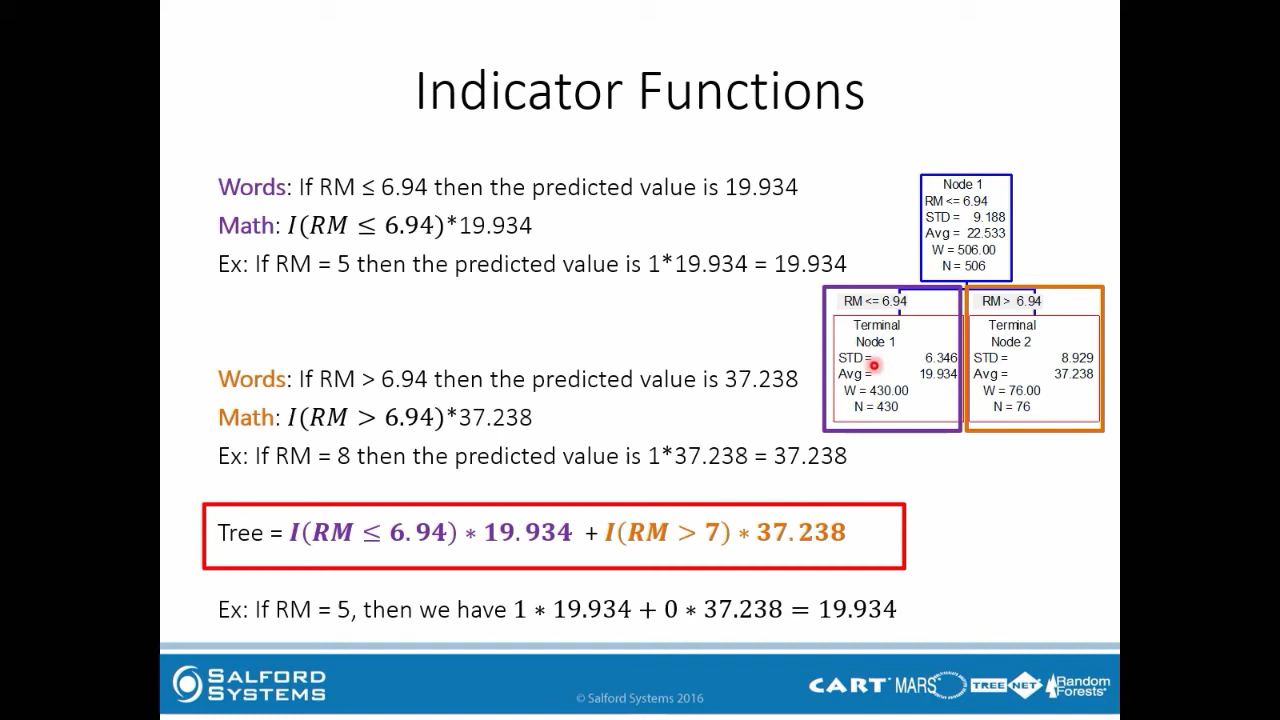 Indicator Functions
Words: If RM ≤ 6.94 then the predicted value is 19.934
Math: I(RM ≤ 6.94)*19.934
Ex: If RM = 5 then the predicted value is 1*19.934 = 19.934
Words: If RM > 6.94 then the predicted value is 37.238
Math: I(RM > 6.94)*37.238
Ex: If RM = 8 then the predicted value is 1*37.238 = 37.238
Node 1
RM <= 6.94
STD = 9.188
Avg = 22.533
W = 506.00
N = 506
RM <= 6.94
Terminal
Node 1
STD = 6.346
Avg = 19.934
W = 430.00
N = 430
RM > 6.94
Terminal
Node 2
STD = 8.929
Avg = 37.238
W = 76.00
N = 76
Tree = I(RM ≤ 6.94) * 19.934 + I(RM > 7) * 37.238
Ex: If RM = 5, then we have 1 * 19.934 + 0 * 37.238 = 19.934
SALFORD
SYSTEMS
© Salford Systems 2016
CART MARS TREE NET Random
Forests